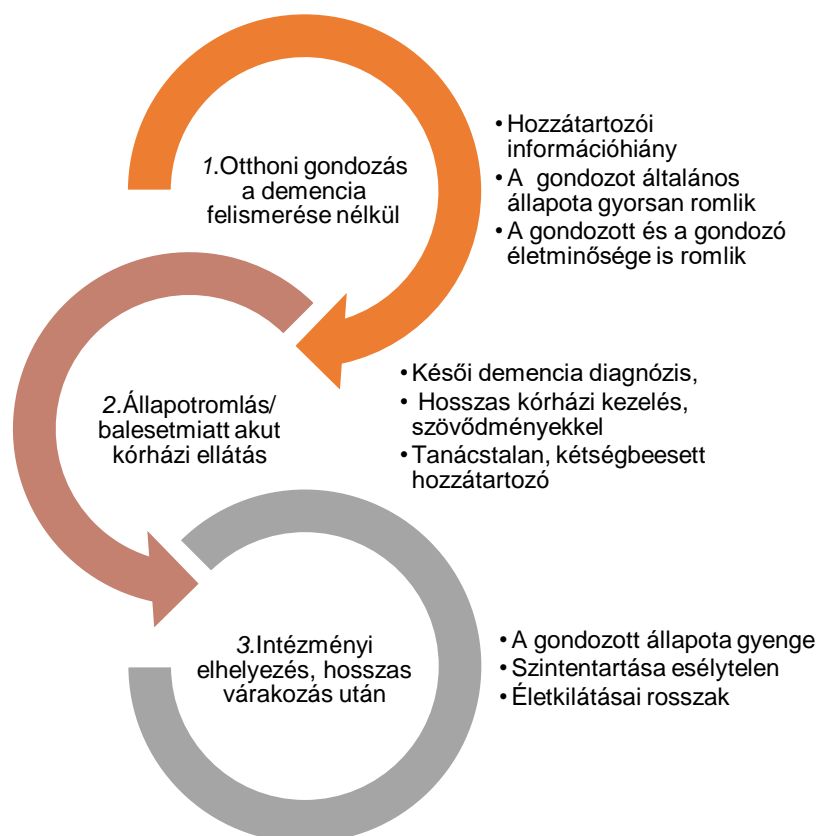 1.Otthoni gondozás
a demencia
felismerése nélkül
• Hozzátartozói
információhiány
• A gondozot általános
állapota gyorsan romlik
• A gondozott és a gondozó
életminősége is romlik
2.Állapotromlás/
balesetmiatt akut
kórházi ellátás
• Késői demencia diagnózis,
• Hosszas kórházi kezelés,
szövődményekkel
• Tanácstalan, kétségbeesett
hozzátartozó
3.Intézményi
elhelyezés, hosszas
várakozás után
• A gondozott állapota gyenge
• Szintentartása esélytelen
• Életkilátásai rosszak